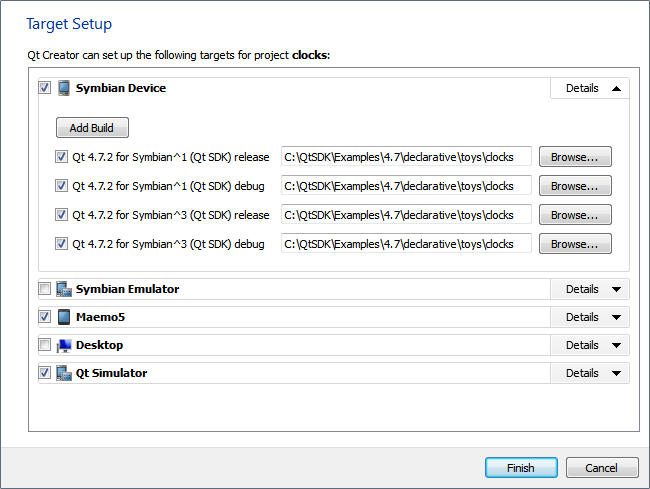 Target Setup
Qt Creator can set up the following targets for project clocks:
Symbian Device Details
Add Build
Qt 4.7.2 for Symbian^1 (Qt SDK) release C:\QtSDK\Examples\4.7\declarative\toys\clocks Browse...
Qt 4.7.2 for Symbian^1 (Qt SDK) debug C:\QtSDK\Examples\4.7\declarative\toys\clocks Browse...
Qt 4.7.2 for Symbian^3 (Qt SDK) release C:\QtSDK\Examples\4.7\declarative\toys\clocks Browse...
Qt 4.7.2 for Symbian^3 (Qt SDK) debug C:\QtSDK\Examples\4.7\declarative\toys\clocks Browse...
Symbian Emulator Details
Maemo5 Details
Desktop Details
Qt Simulator Details
Finish Cancel